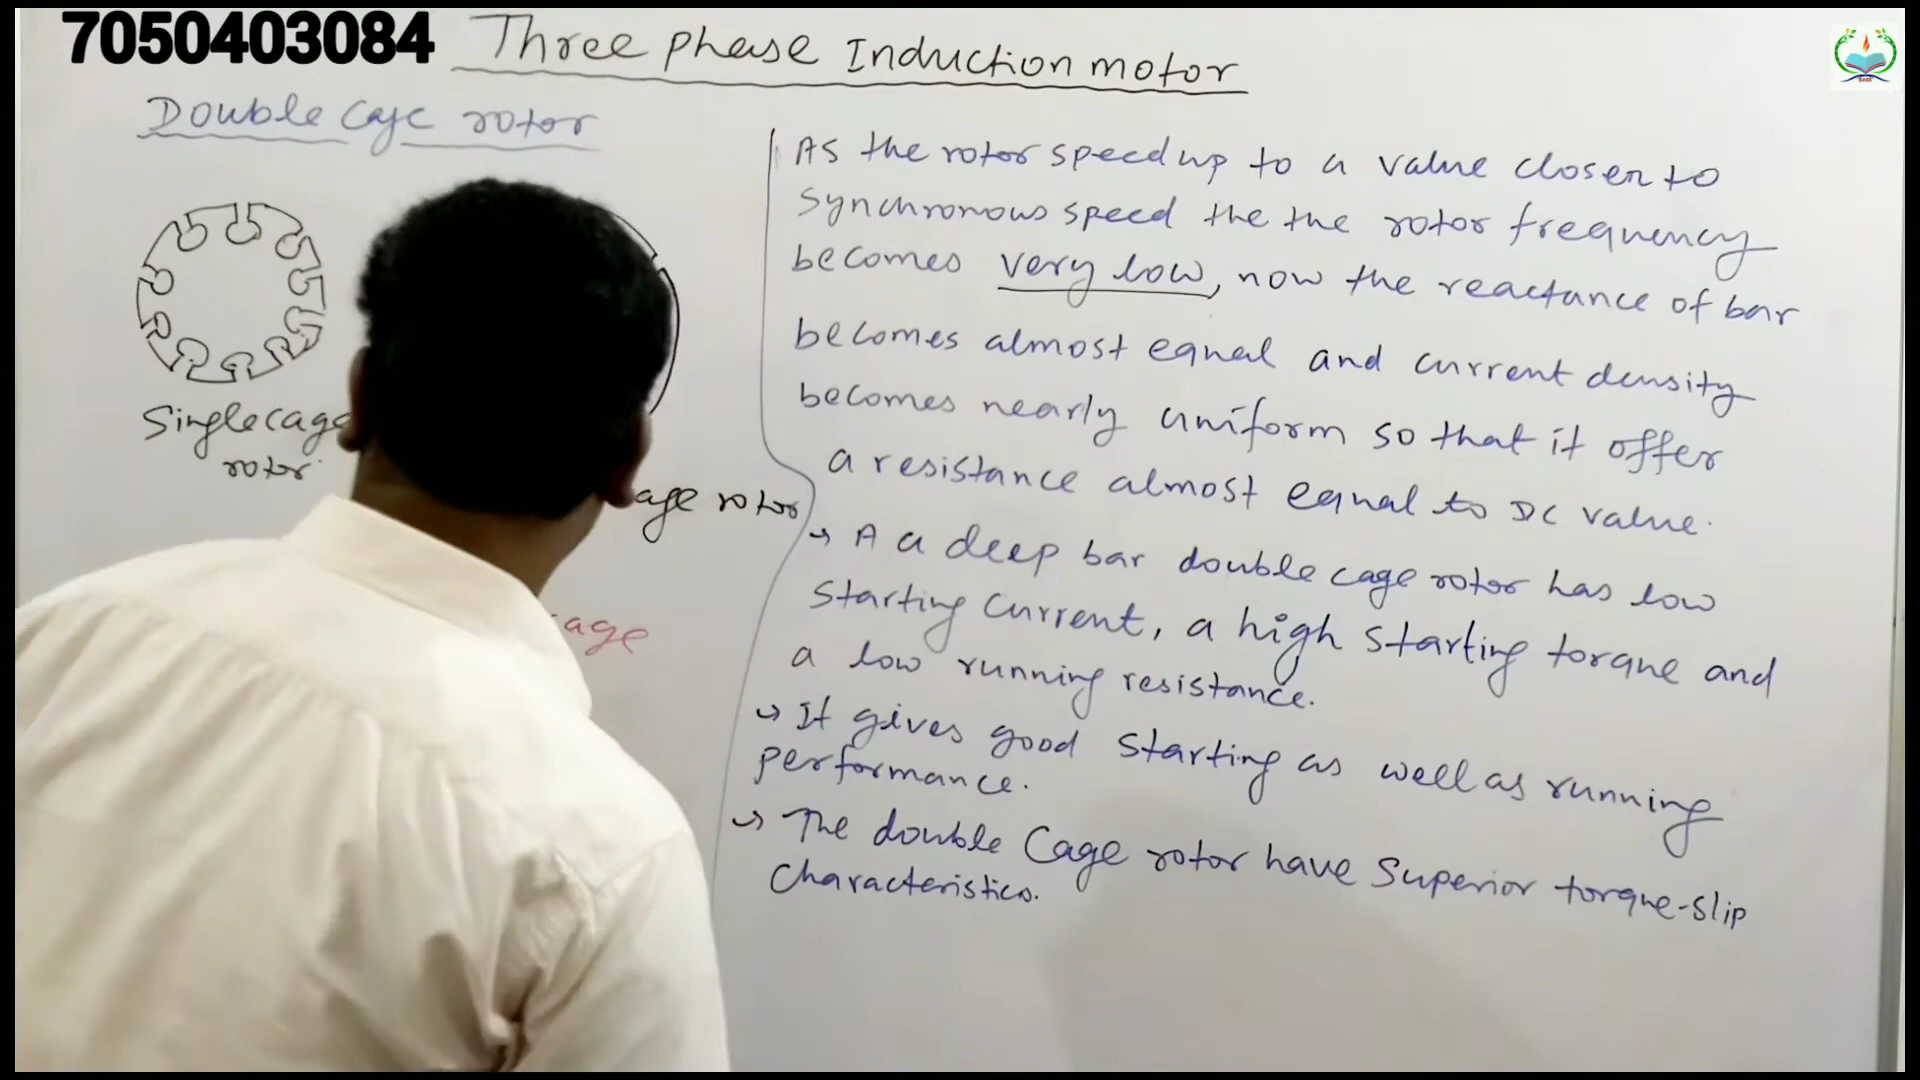 7050403084
Three phase Induction motor
Double Cage rotor
Single cage
rotor
age rotor
age
As the rotor speed up to a value closer to
synchronous speed the the rotor frequency
becomes very low, now the reactance of bar
becomes almost equal and current density
becomes nearly uniform so that it offer
a resistance almost equal to DC value.
→ A a deep bar double cage rotor has low
starting current, a high starting torque and
a low running resistance.
→ It gives good starting as well as running
performance.
→ The double Cage rotor have superior torque-slip
characteristics.